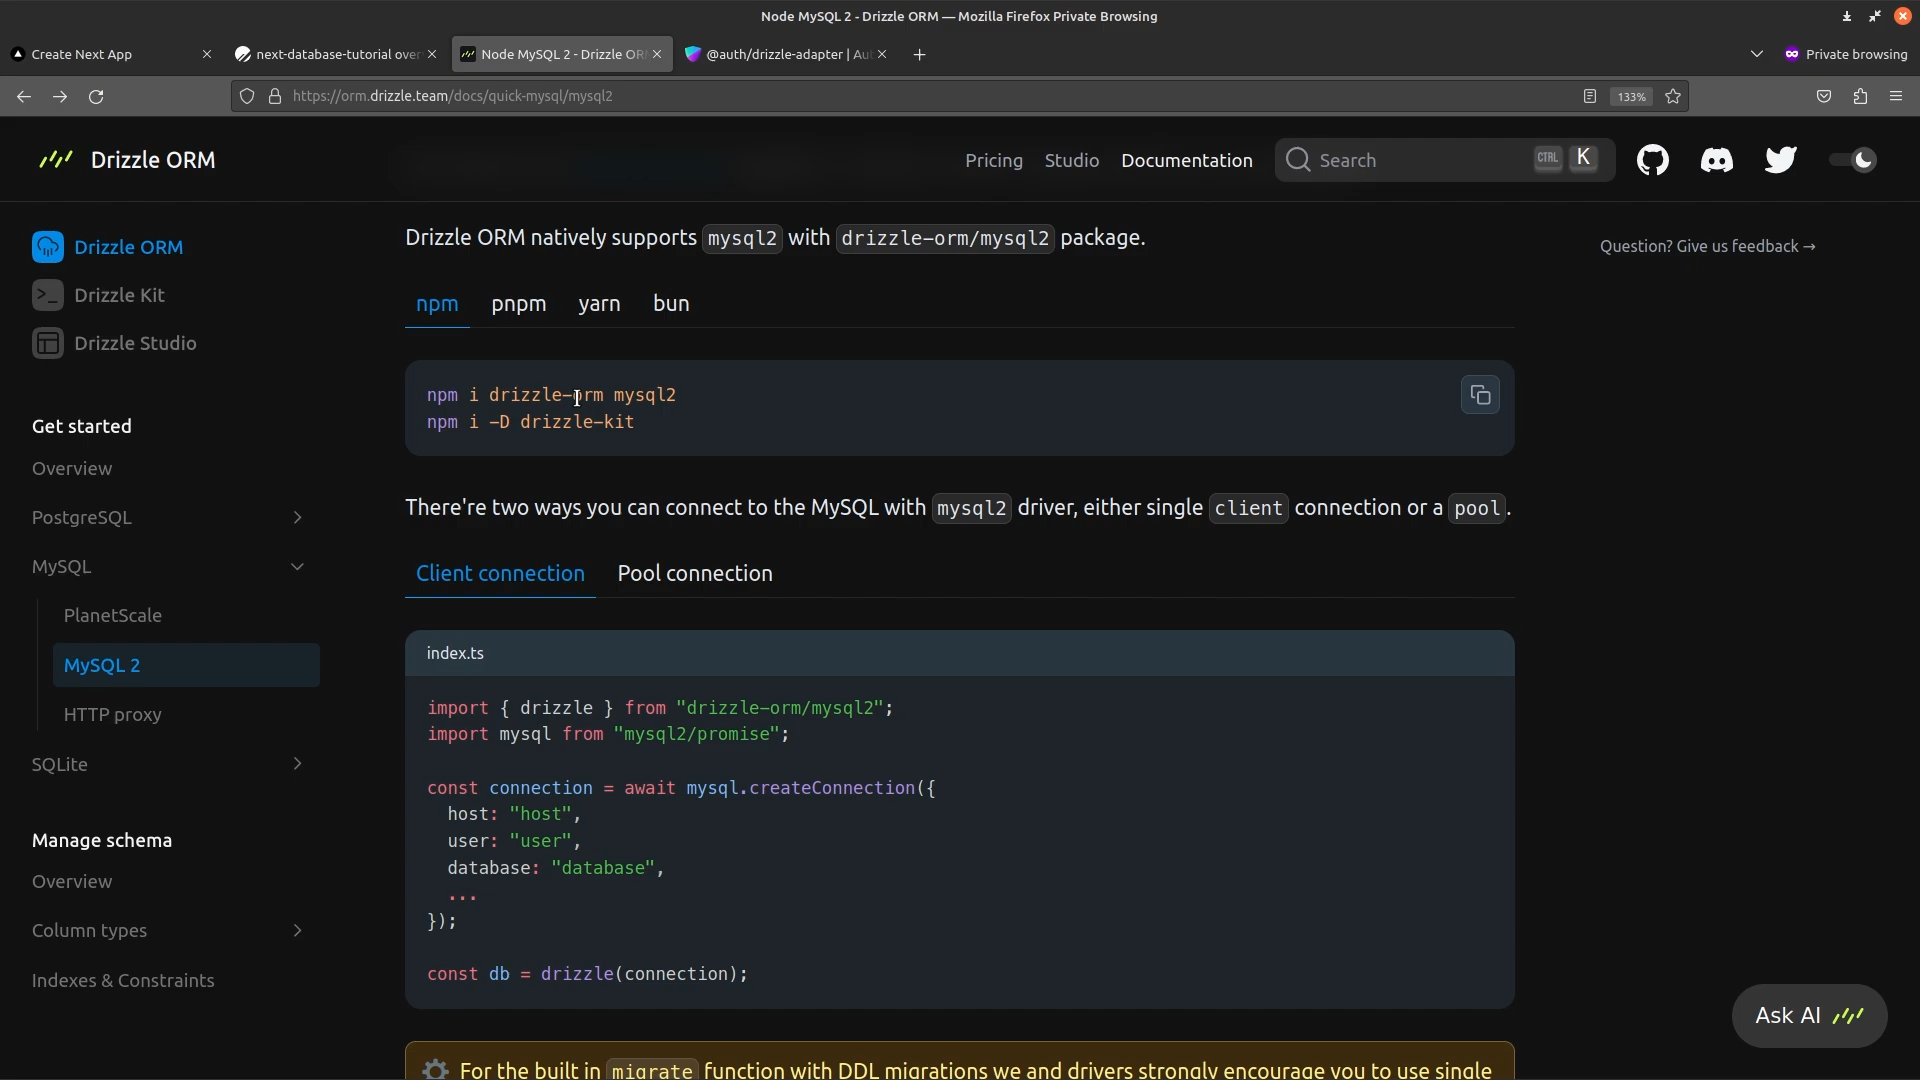 Node MySQL 2 - Drizzle ORM — Mozilla Firefox Private Browsing
Create Next App
next-database-tutorial over
Node MySQL 2 - Drizzle OR
@auth/drizzle-adapter | Au
Private browsing
https://orm.drizzle.team/docs/quick-mysql/mysql2
133%
Drizzle ORM
Pricing
Studio
Documentation
Search
CTRL
K
Drizzle ORM
Drizzle Kit
Drizzle Studio
Get started
Overview
PostgreSQL
MySQL
PlanetScale
MySQL 2
HTTP proxy
SQLite
Manage schema
Overview
Column types
Indexes & Constraints
Drizzle ORM natively supports mysql2 with drizzle-orm/mysql2 package.
npm pnpm yarn bun
npm i drizzle-orm mysql2
npm i -D drizzle-kit
There're two ways you can connect to the MySQL with mysql2 driver, either single client connection or a pool.
Client connection Pool connection
index.ts
import { drizzle } from "drizzle-orm/mysql2";
import mysql from "mysql2/promise";
const connection = await mysql.createConnection({
host: "host",
user: "user",
database: "database",
...
});
const db = drizzle(connection);
For the built in migrate function with DDL migrations we and drivers strongly encourage you to use single
Question? Give us feedback →
Ask AI